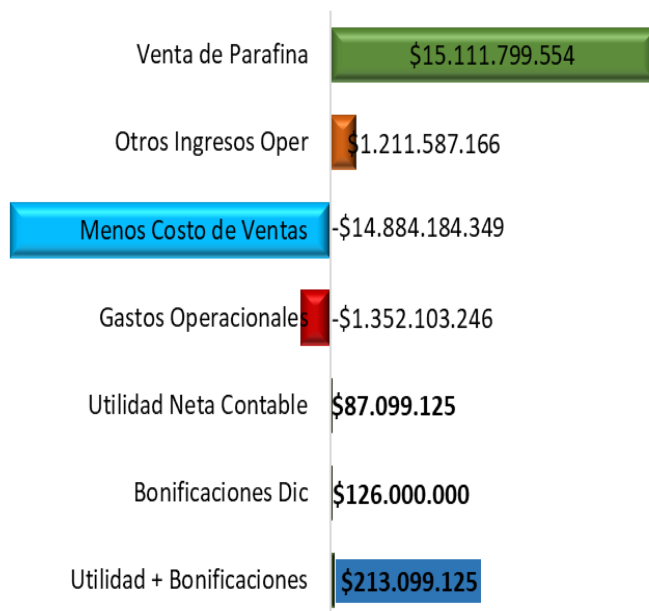 Venta de Parafina $15.111.799.554
Otros Ingresos Oper $1.211.587.166
Menos Costo de Ventas -$14.884.184.349
Gastos Operacionales -$1.352.103.246
Utilidad Neta Contable $87.099.125
Bonificaciones Dic $126.000.000
Utilidad + Bonificaciones $213.099.125